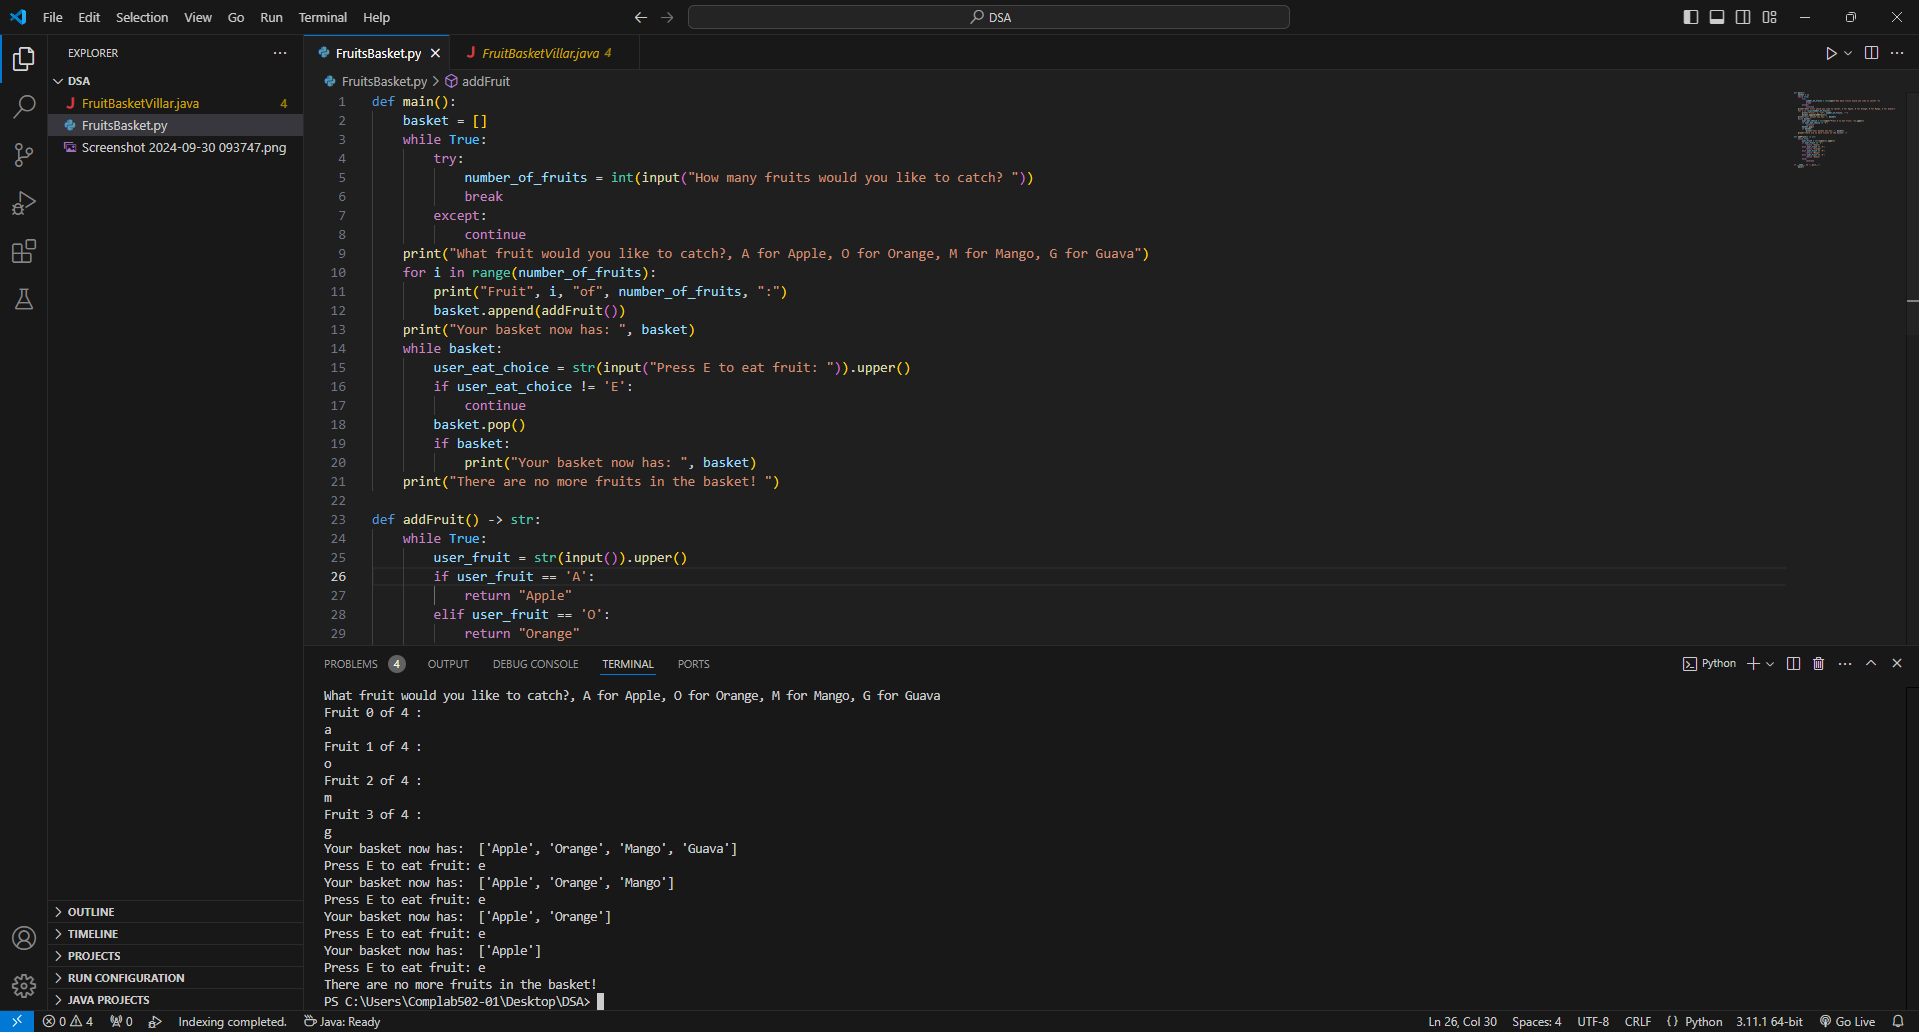 File Edit Selection View Go Run Terminal Help
DSA
EXPLORER
DSA
FruitBasketVillar.java 4
FruitsBasket.py
Screenshot 2024-09-30 093747.png
OUTLINE
TIMELINE
PROJECTS
RUN CONFIGURATION
JAVA PROJECTS
FruitsBasket.py
FruitBasketVillar.java 4
FruitsBasket.py > addFruit
1 def main():
2 basket = []
3 while True:
4 try:
5 number_of_fruits = int(input("How many fruits would you like to catch? "))
6 break
7 except:
8 continue
9 print("What fruit would you like to catch?, A for Apple, O for Orange, M for Mango, G for Guava")
10 for i in range(number_of_fruits):
11 print("Fruit", i, "of", number_of_fruits, ":")
12 basket.append(addFruit())
13 print("Your basket now has: ", basket)
14 while basket:
15 user_eat_choice = str(input("Press E to eat fruit: ")).upper()
16 if user_eat_choice != 'E':
17 continue
18 basket.pop()
19 if basket:
20 print("Your basket now has: ", basket)
21 print("There are no more fruits in the basket! ")
22
23 def addFruit() -> str:
24 while True:
25 user_fruit = str(input()).upper()
26 if user_fruit == 'A':
27 return "Apple"
28 elif user_fruit == 'O':
29 return "Orange"
PROBLEMS 4 OUTPUT DEBUG CONSOLE TERMINAL PORTS
Python
What fruit would you like to catch?, A for Apple, O for Orange, M for Mango, G for Guava
Fruit 0 of 4 :
a
Fruit 1 of 4 :
o
Fruit 2 of 4 :
m
Fruit 3 of 4 :
g
Your basket now has:  ['Apple', 'Orange', 'Mango', 'Guava']
Press E to eat fruit: e
Your basket now has:  ['Apple', 'Orange', 'Mango']
Press E to eat fruit: e
Your basket now has:  ['Apple', 'Orange']
Press E to eat fruit: e
Your basket now has:  ['Apple']
Press E to eat fruit: e
There are no more fruits in the basket!
PS C:\Users\Complab502-01\Desktop\DSA>
0 4 0 Indexing completed. Java: Ready Ln 26, Col 30 Spaces: 4 UTF-8 CRLF {} Python 3.11.1 64-bit Go Live